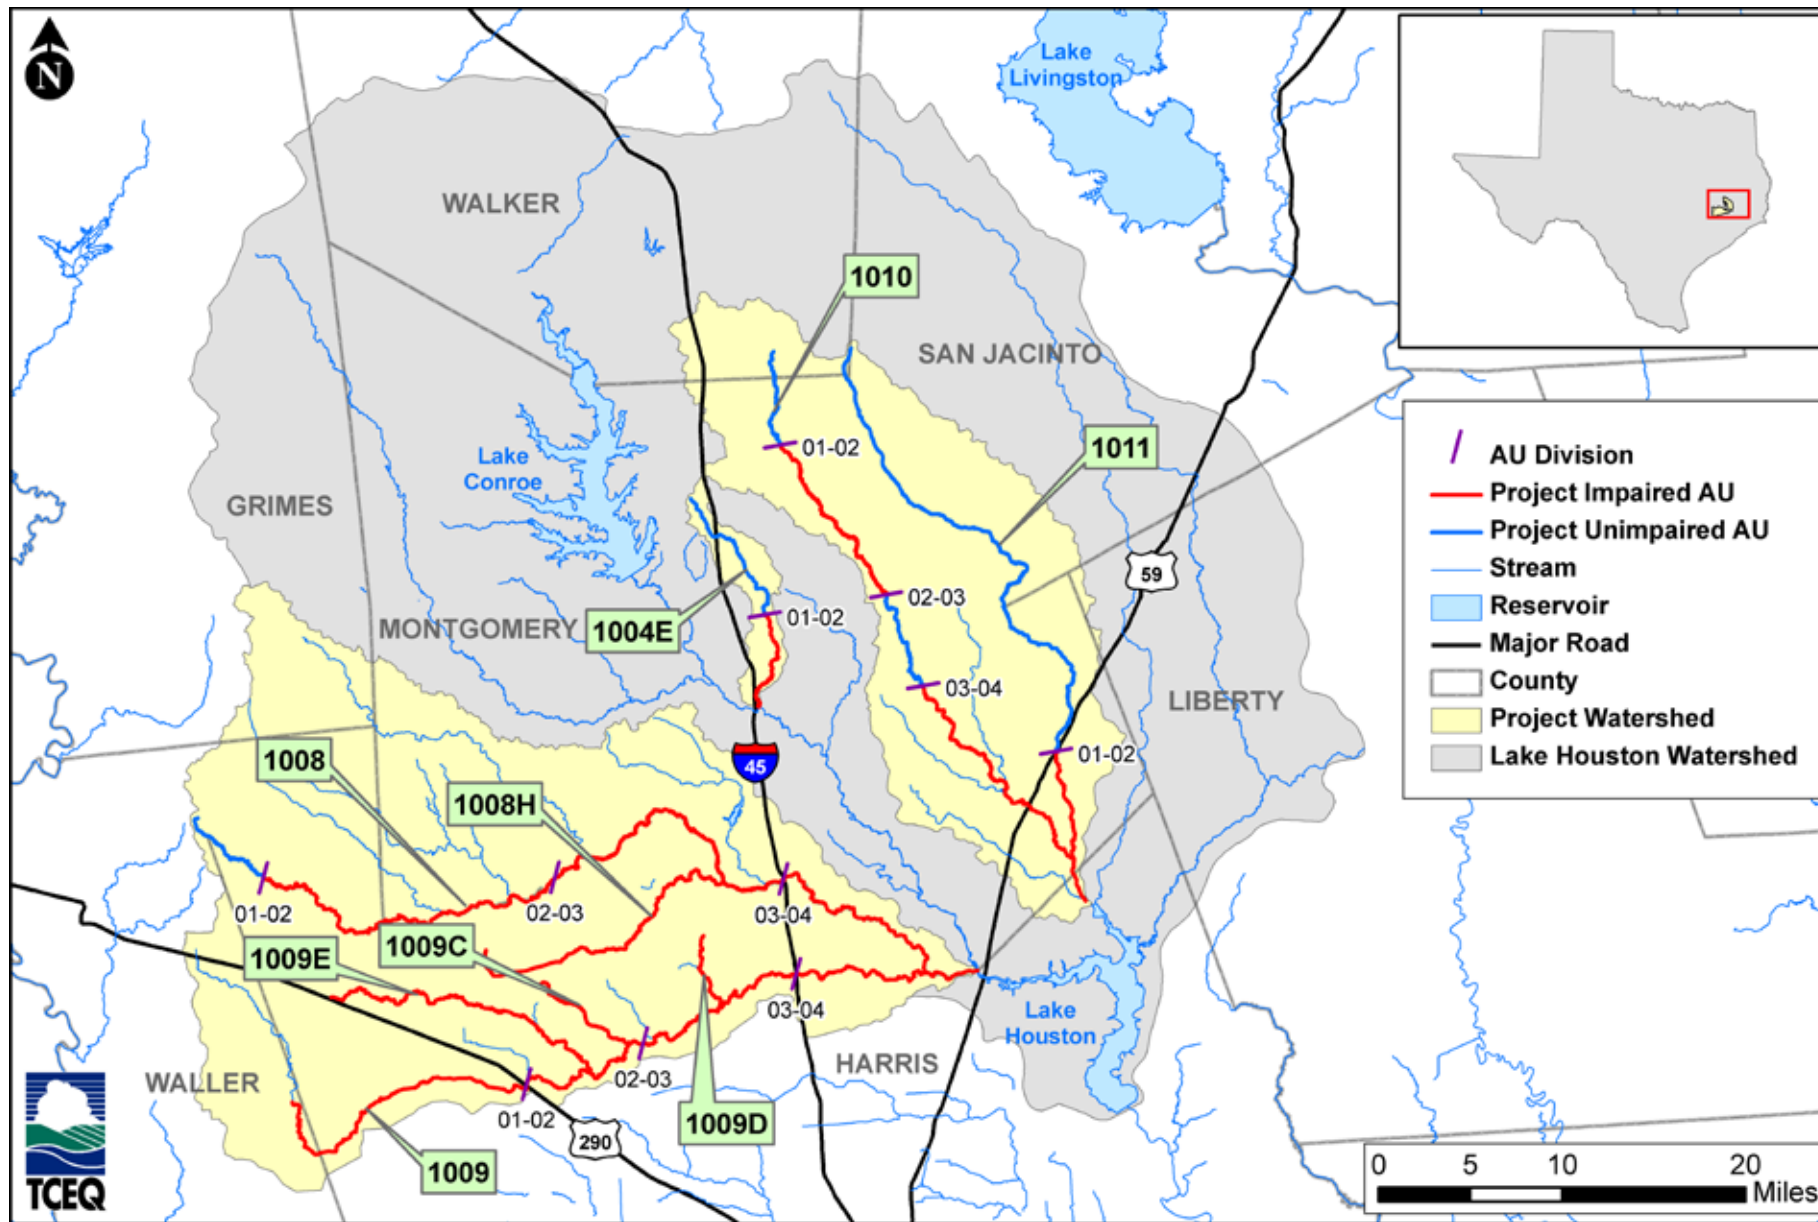 N
Lake
Livingston
WALKER
1010
SAN JACINTO
01-02
1011
Lake
Conroe
GRIMES
59
02-03
01-02
MONTGOMERY
1004E
03-04
LIBERTY
01-02
45
1008
1008H
01-02
02-03
03-04
1009C
1009E
03-04
Lake
Houston
HARRIS
WALLER
02-03
01-02
1009D
290
1009
TCEQ
AU Division
Project Impaired AU
Project Unimpaired AU
Stream
Reservoir
Major Road
County
Project Watershed
Lake Houston Watershed
0 5 10 20
Miles